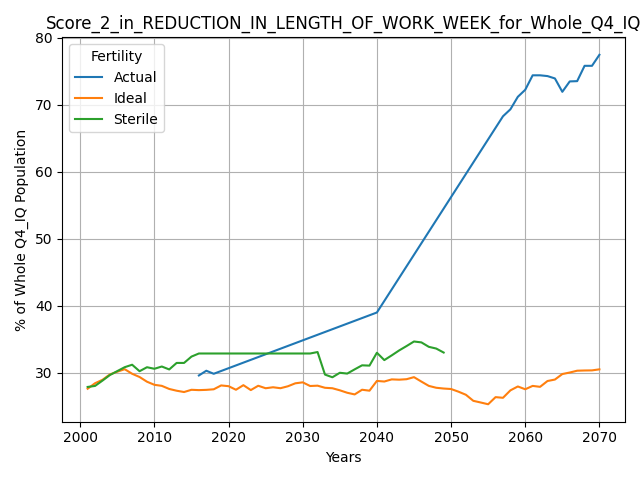 Score_2_in_REDUCTION_IN_LENGTH_OF_WORK_WEEK_for_Whole_Q4_IQ
Fertility
Actual
Ideal
Sterile
% of Whole Q4_IQ Population
80
70
60
50
40
30
2000 2010 2020 2030 2040 2050 2060 2070
Years